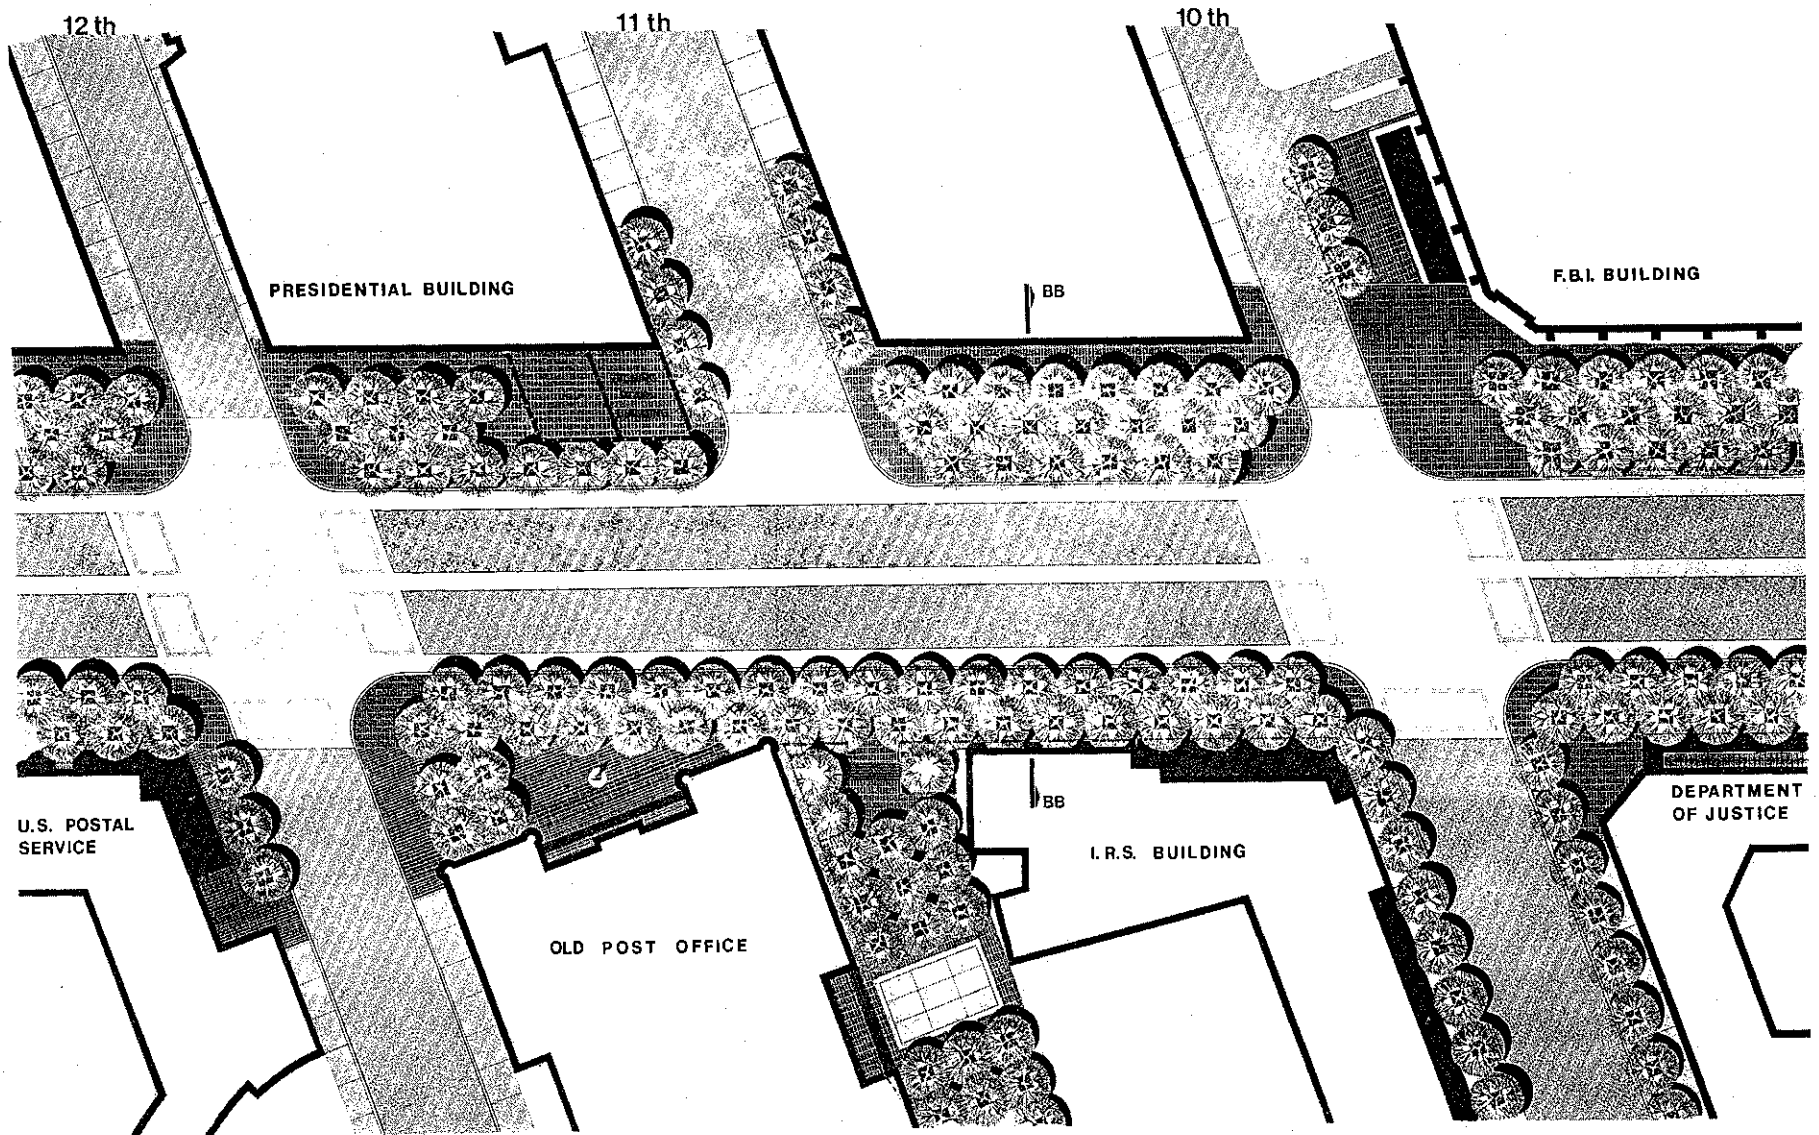 12 th
11 th
10 th
PRESIDENTIAL BUILDING
BB
F.B.I. BUILDING
U.S. POSTAL
SERVICE
OLD POST OFFICE
BB
I.R.S. BUILDING
DEPARTMENT
OF JUSTICE